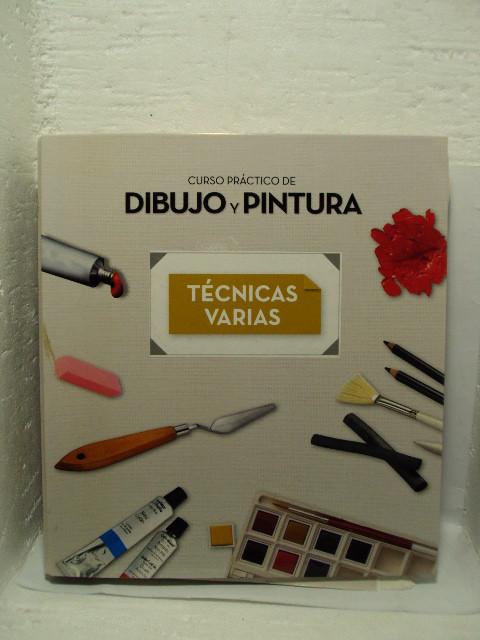 CURSO PRÁCTICO DE
DIBUJO Y PINTURA
TÉCNICAS
VARIAS